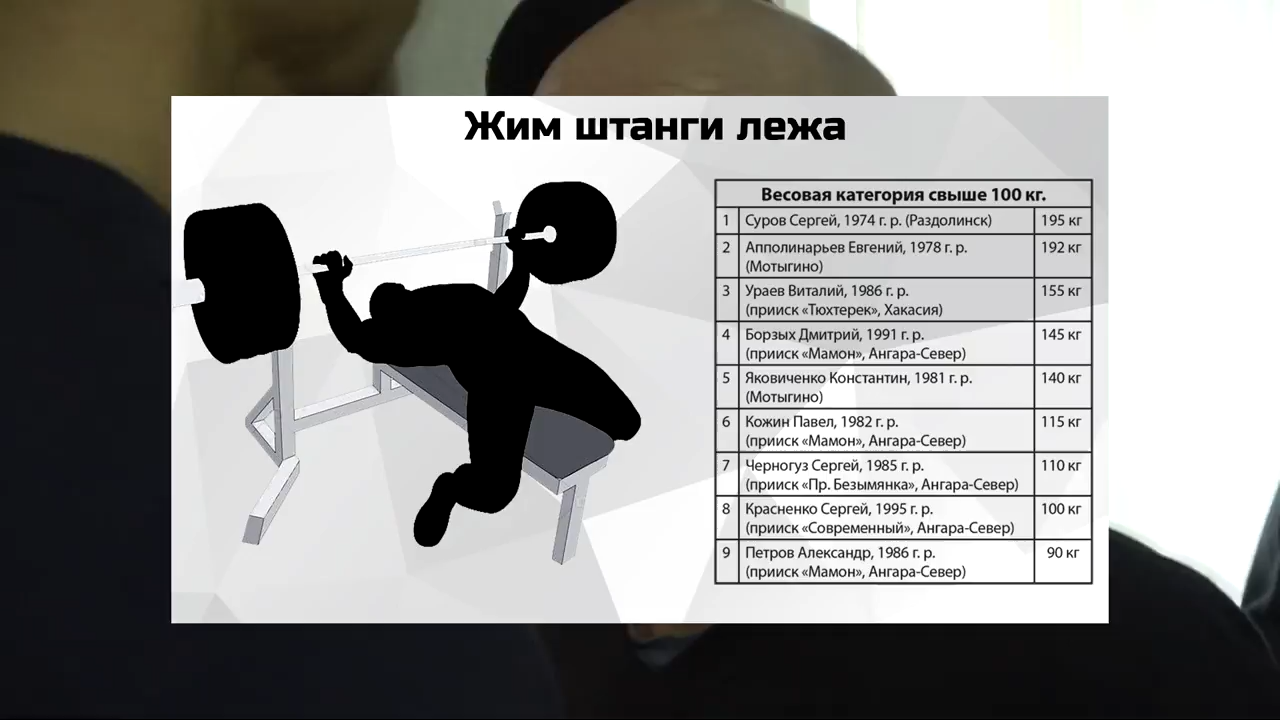 Жим штанги лежа
Весовая категория свыше 100 кг.
1 Суров Сергей, 1974 г. р. (Раздолинск) 195 кг
2 Апполинарьев Евгений, 1978 г. р. 192 кг
(Мотыгино)
3 Ураев Виталий, 1986 г. р. 155 кг
(прииск «Тюхтерек», Хакасия)
4 Борзых Дмитрий, 1991 г. р. 145 кг
(прииск «Мамон», Ангара-Север)
5 Яковиченко Константин, 1981 г. р. 140 кг
(Мотыгино)
6 Кожин Павел, 1982 г. р. 115 кг
(прииск «Мамон», Ангара-Север)
7 Черногуз Сергей, 1985 г. р. 110 кг
(прииск «Пр. Безымянка», Ангара-Север)
8 Красненко Сергей, 1995 г. р. 100 кг
(прииск «Современный», Ангара-Север)
9 Петров Александр, 1986 г. р. 90 кг
(прииск «Мамон», Ангара-Север)